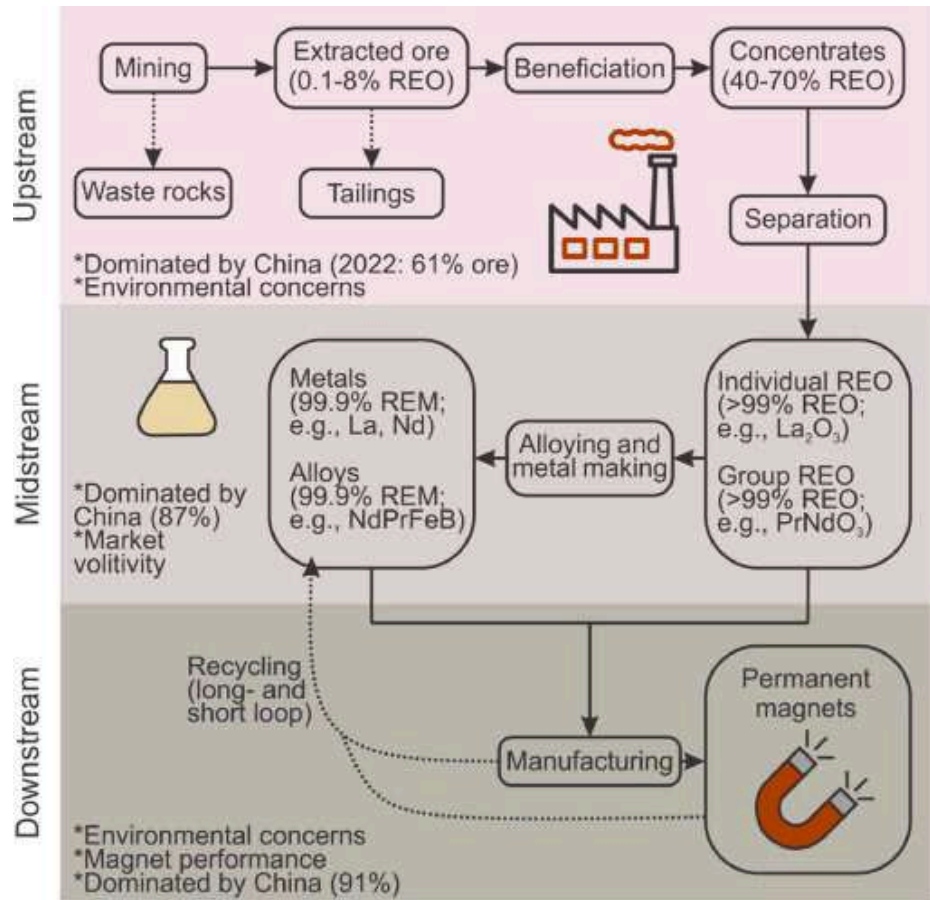 Upstream
Mining
Extracted ore
(0.1-8% REO)
Beneficiation
Concentrates
(40-70% REO)
Waste rocks
Tailings
Separation
*Dominated by China (2022: 61% ore)
*Environmental concerns
Midstream
Metals
(99.9% REM;
e.g., La, Nd)
Alloys
(99.9% REM;
e.g., NdPrFeB)
Alloying and
metal making
Individual REO
(>99% REO;
e.g., La₂O₃)
Group REO
(>99% REO;
e.g., PrNdO₃)
*Dominated by
China (87%)
*Market
volitivity
Downstream
Recycling
(long- and
short loop)
Manufacturing
Permanent
magnets
*Environmental concerns
*Magnet performance
*Dominated by China (91%)